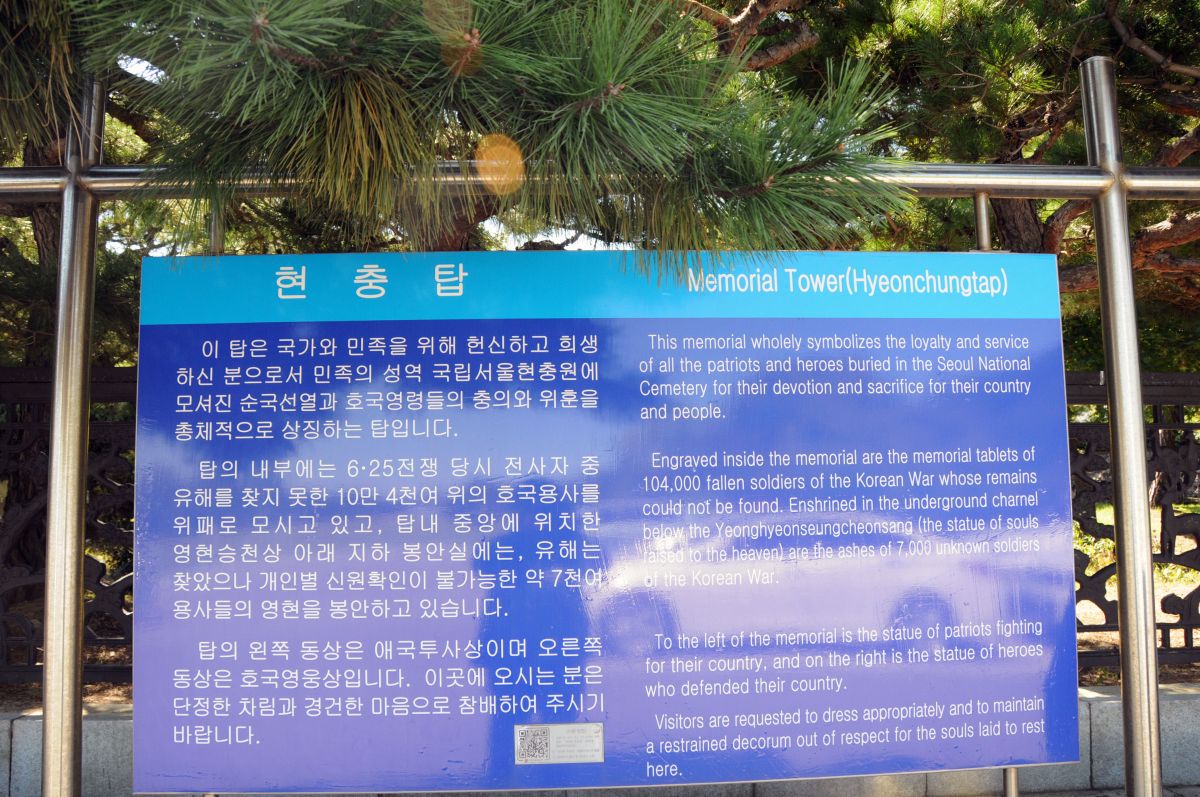 현 충 탑
이 탑은 국가와 민족을 위해 헌신하고 희생
하신 분으로서 민족의 성역 국립서울현충원에
모셔진 순국선열과 호국영령들의 충의와 위훈을
총체적으로 상징하는 탑입니다.
탑의 내부에는 6·25전쟁 당시 전사자 중
유해를 찾지 못한 10만 4천여 위의 호국용사를
위패로 모시고 있고, 탑내 중앙에 위치한
영현승천상 아래 지하 봉안실에는, 유해는
찾았으나 개인별 신원확인이 불가능한 약 7천여
용사들의 영현을 봉안하고 있습니다.
탑의 왼쪽 동상은 애국투사상이며 오른쪽
동상은 호국영웅상입니다. 이곳에 오시는 분은
단정한 차림과 경건한 마음으로 참배하여 주시기
바랍니다.
Memorial Tower(Hyeonchungtap)
This memorial wholely symbolizes the loyalty and service
of all the patriots and heroes buried in the Seoul National
Cemetery for their devotion and sacrifice for their country
and people.
Engraved inside the memorial are the memorial tablets of
104,000 fallen soldiers of the Korean War whose remains
could not be found. Enshrined in the underground charnel
below the Yeonghyeonseungcheonsang (the statue of souls
raised to the heaven) are the ashes of 7,000 unknown soldiers
of the Korean War.
To the left of the memorial is the statue of patriots fighting
for their country, and on the right is the statue of heroes
who defended their country.
Visitors are requested to dress appropriately and to maintain
a restrained decorum out of respect for the souls laid to rest
here.